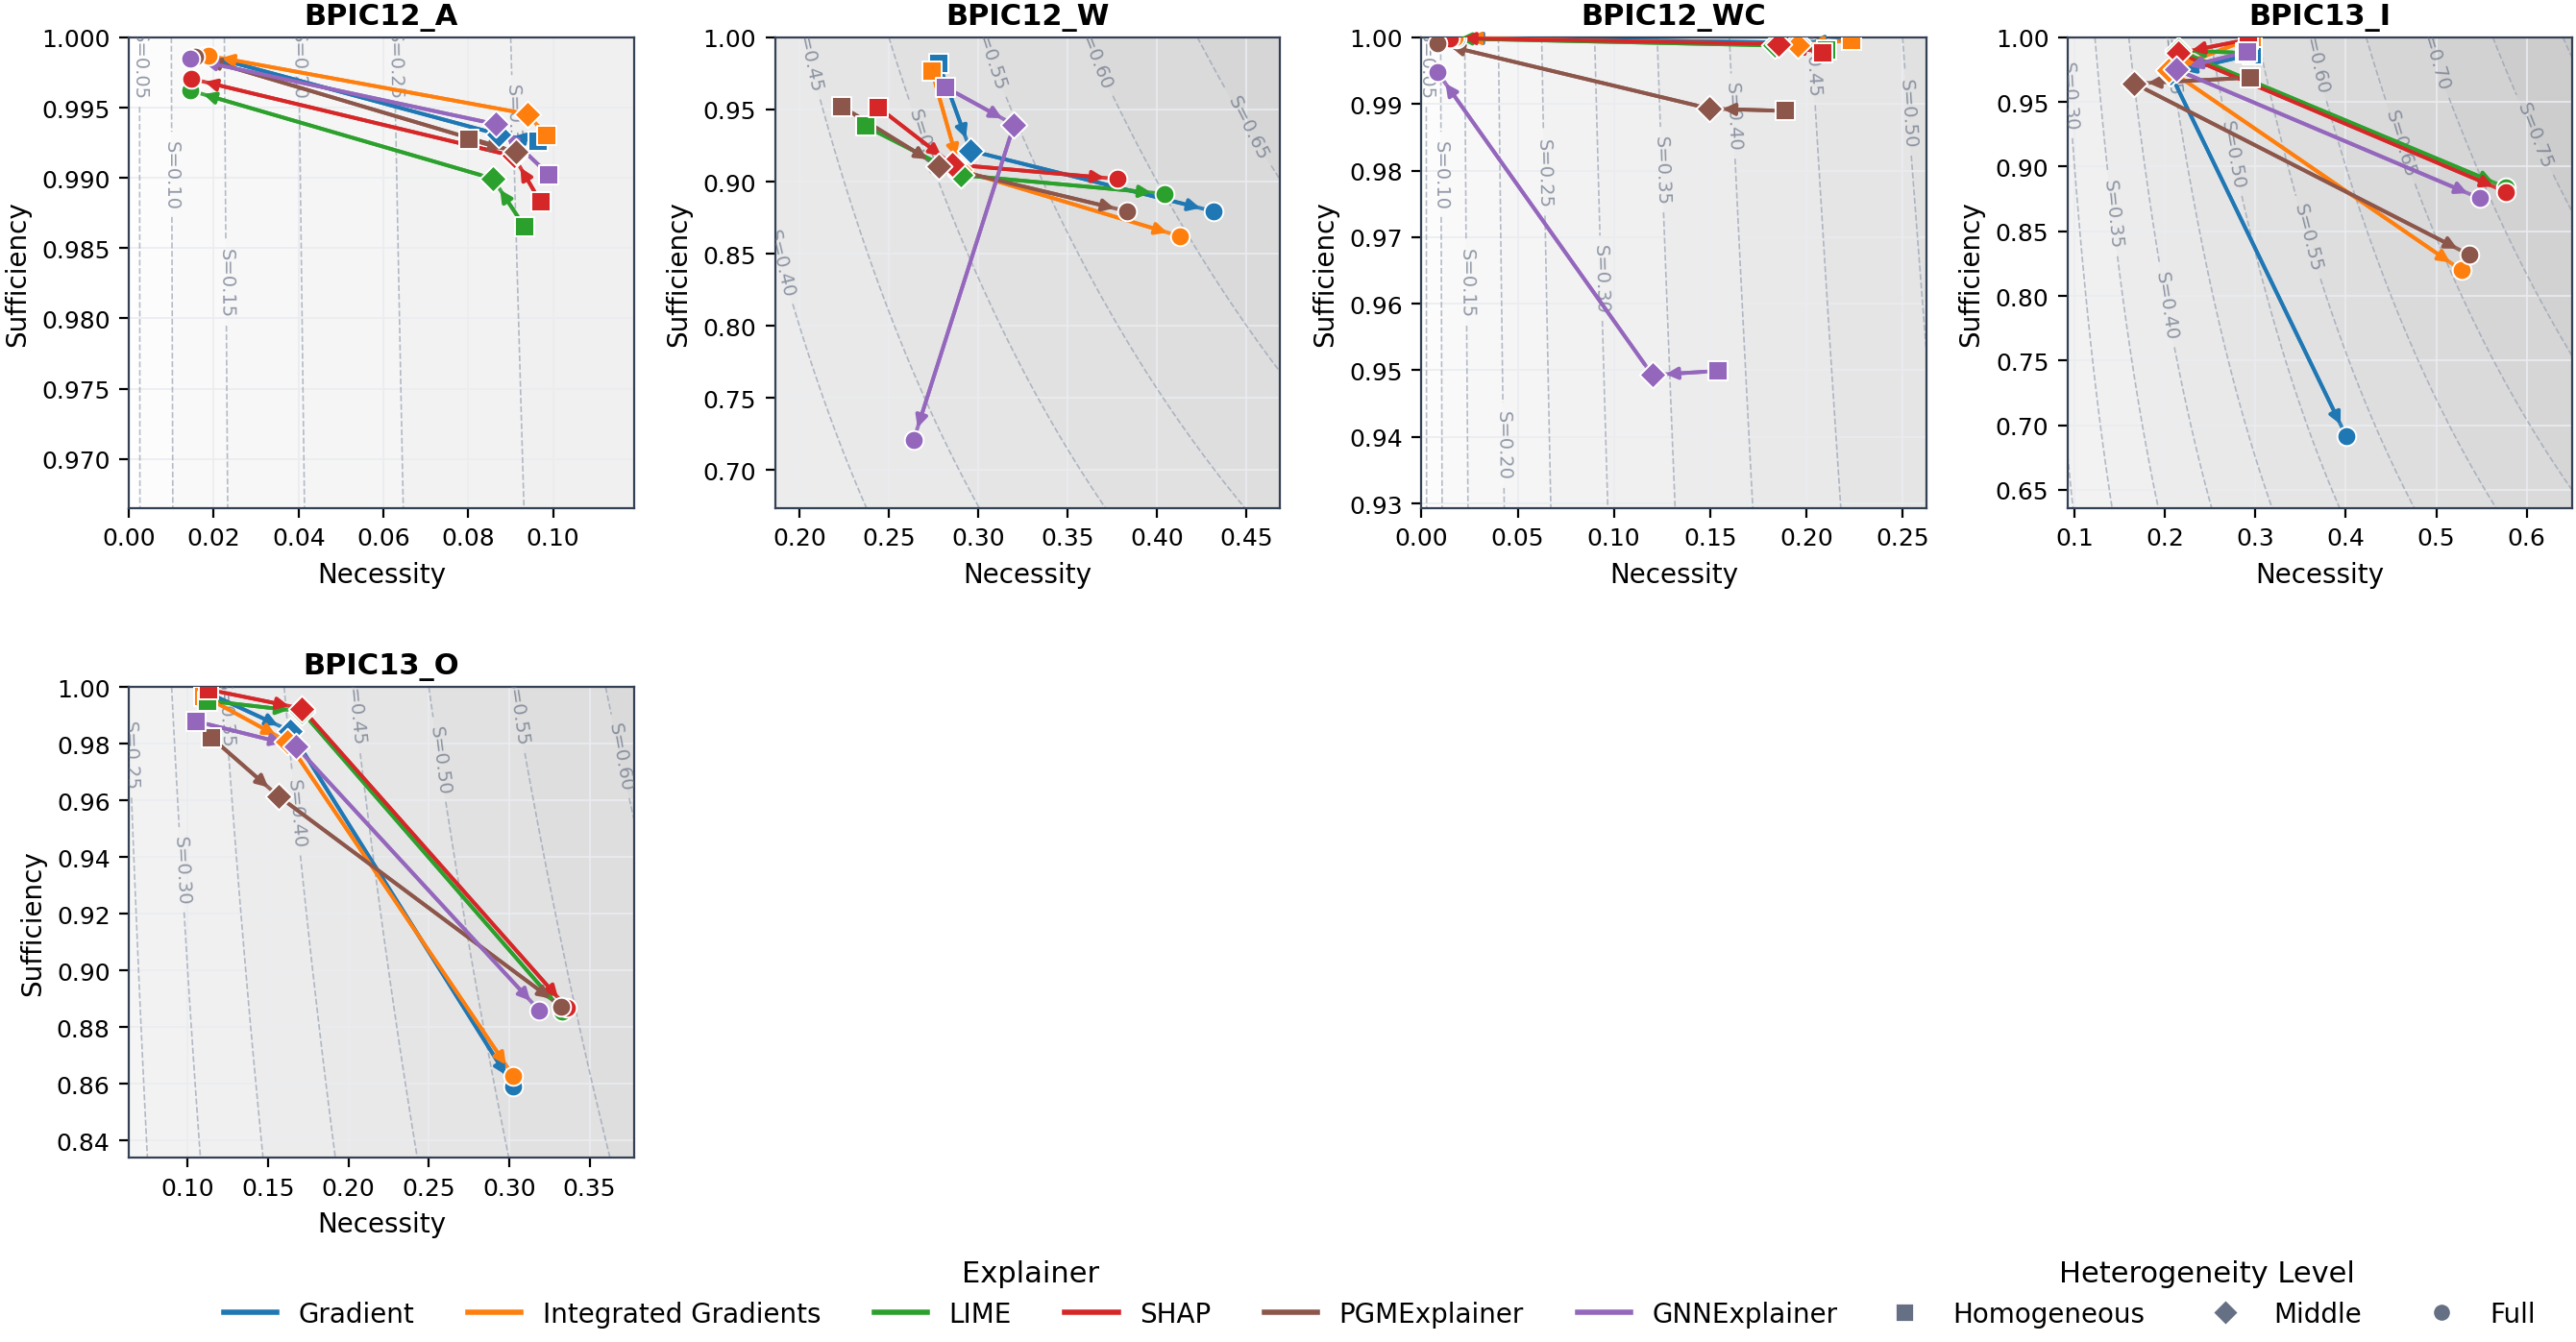 BPIC12_A
BPIC12_W
BPIC12_WC
BPIC13_I
1.000
0.995
0.990
0.985
0.980
0.975
0.970
Sufficiency
S=0.10
S=0.15
0.00 0.02 0.04 0.06 0.08 0.10
Necessity
1.00
0.95
0.90
0.85
0.80
0.75
0.70
Sufficiency
S=0.65
0.20 0.25 0.30 0.35 0.40 0.45
Necessity
1.00
0.99
0.98
0.97
0.96
0.95
0.94
0.93
Sufficiency
S=0.10
S=0.15
S=0.20
S=0.25
S=0.30
S=0.35
S=0.40
S=0.50
0.00 0.05 0.10 0.15 0.20 0.25
Necessity
1.00
0.95
0.90
0.85
0.80
0.75
0.70
0.65
Sufficiency
S=0.30
S=0.35
S=0.40
S=0.50
S=0.55
S=0.60
S=0.65
S=0.70
S=0.75
0.1 0.2 0.3 0.4 0.5 0.6
Necessity
BPIC13_O
1.00
0.98
0.96
0.94
0.92
0.90
0.88
0.86
0.84
Sufficiency
S=0.25
S=0.30
S=0.40
S=0.50
S=0.60
0.10 0.15 0.20 0.25 0.30 0.35
Necessity
Explainer
Gradient Integrated Gradients LIME SHAP PGMExplainer GNNExplainer
Heterogeneity Level
Homogeneous Middle Full